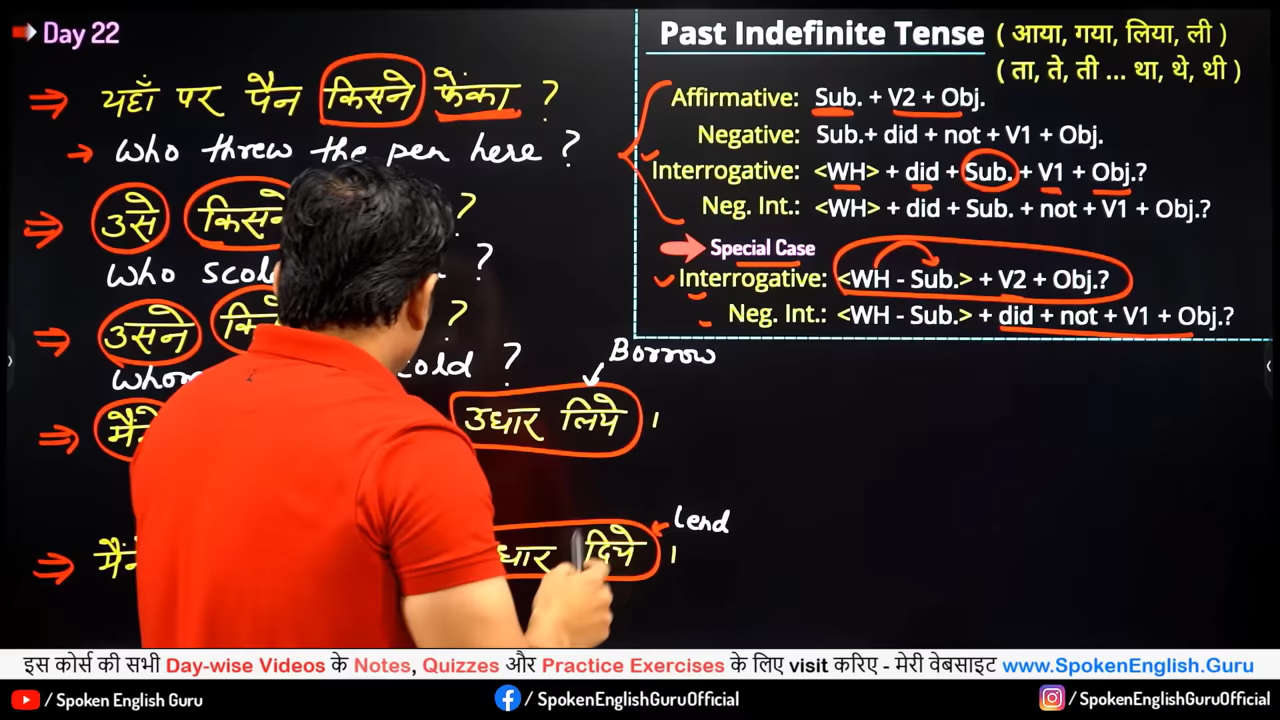 Day 22
यहाँ पर पैन किसने फेंका ?
→ Who threw the pen here ?
उसे ?
Who ?
उसने ?
?
Borrow
उधार लिये ।
Lend
दिये ।
Past Indefinite Tense ( आया, गया, लिया, ली )
( ता, ते, ती ... था, थे, थी )
Affirmative: Sub. + V2 + Obj.
Negative: Sub.+ did + not + V1 + Obj.
Interrogative: <WH> + did + Sub. + V1 + Obj.?
Neg. Int.: <WH> + did + Sub. + not + V1 + Obj.?
Special Case
Interrogative: <WH - Sub.> + V2 + Obj.?
Neg. Int.: <WH - Sub.> + did + not + V1 + Obj.?
इस कोर्स की सभी Day-wise Videos के Notes, Quizzes और Practice Exercises के लिए visit करिए - मेरी वेबसाइट www.SpokenEnglish.Guru
/ Spoken English Guru
/ SpokenEnglishGuruOfficial
/ SpokenEnglishGuruOfficial